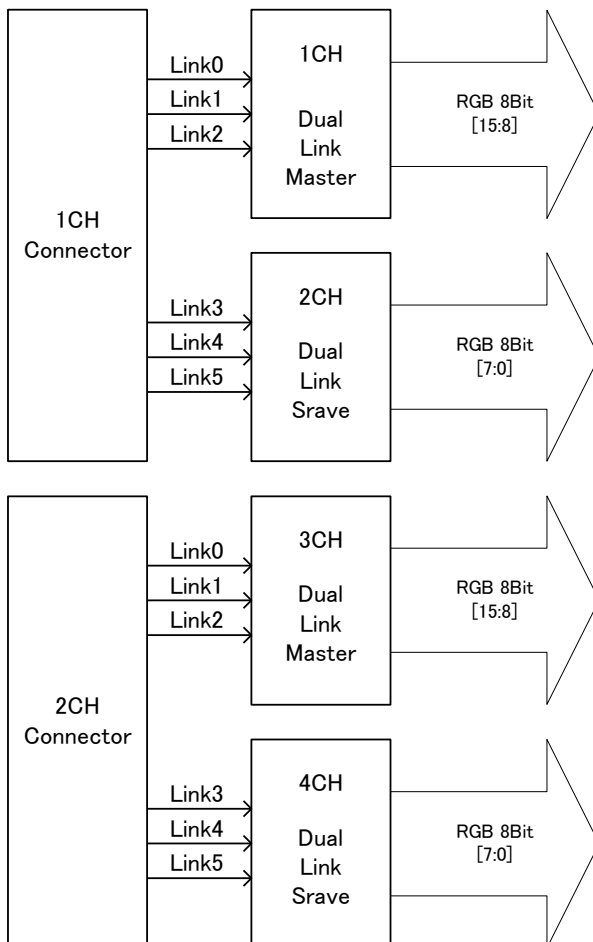 1CH
Connector
Link0
Link1
Link2
1CH
Dual
Link
Master
RGB 8Bit
[15:8]
Link3
Link4
Link5
2CH
Dual
Link
Srave
RGB 8Bit
[7:0]
2CH
Connector
Link0
Link1
Link2
3CH
Dual
Link
Master
RGB 8Bit
[15:8]
Link3
Link4
Link5
4CH
Dual
Link
Srave
RGB 8Bit
[7:0]